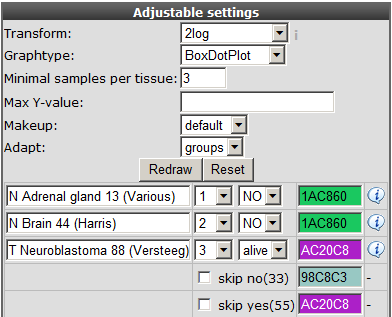 Adjustable settings
Transform: 2log i
Graphtype: BoxDotPlot
Minimal samples per tissue: 3
Max Y-value:
Makeup: default
Adapt: groups
Redraw Reset
N Adrenal gland 13 (Various) 1 NO 1AC860 i
N Brain 44 (Harris) 2 NO 1AC860 i
T Neuroblastoma 88 (Versteeg) 3 alive AC20C8 i
skip no(33) 98C8C3 -
skip yes(55) AC20C8 -